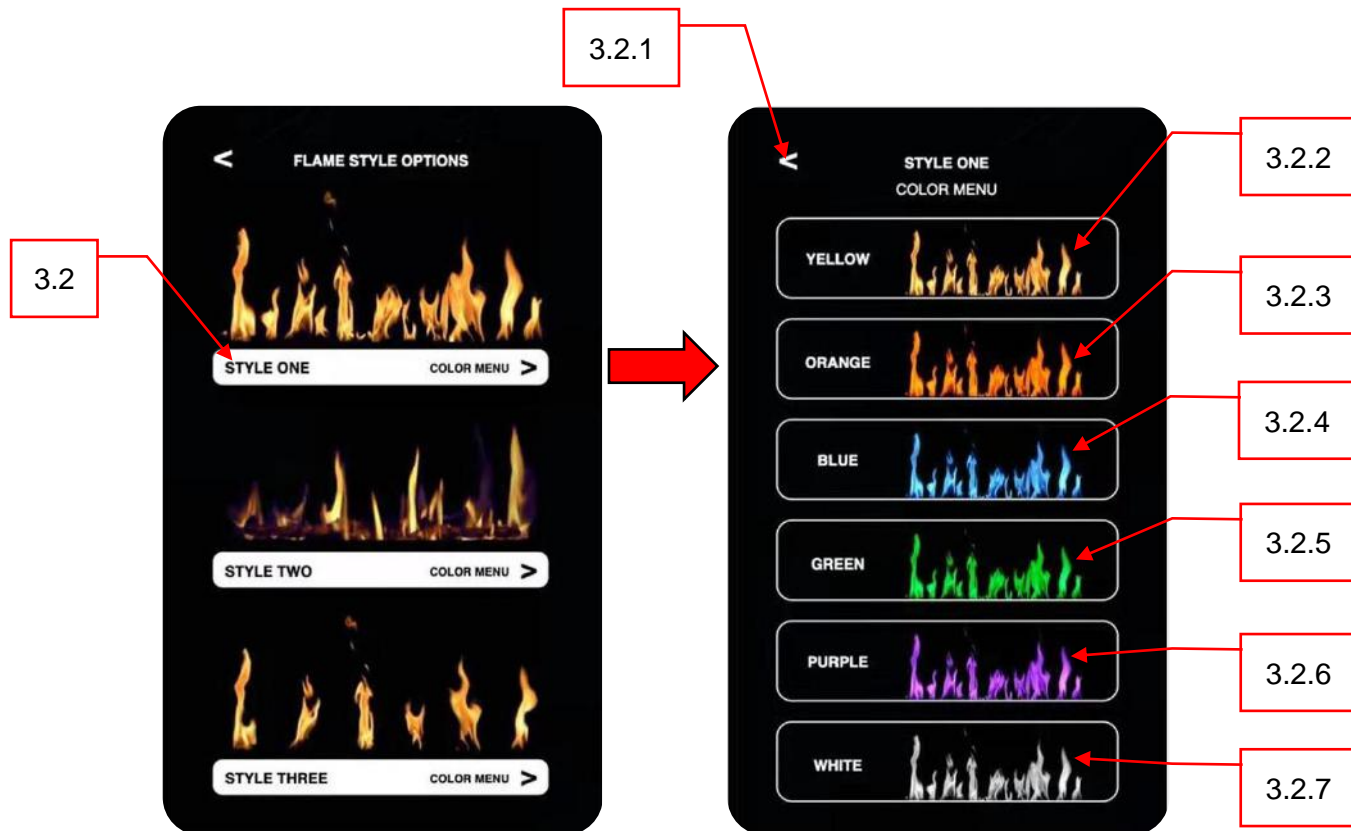 3.2.1
< FLAME STYLE OPTIONS
3.2
STYLE ONE COLOR MENU >
STYLE TWO COLOR MENU >
STYLE THREE COLOR MENU >
< STYLE ONE
COLOR MENU
YELLOW
3.2.2
ORANGE
3.2.3
BLUE
3.2.4
GREEN
3.2.5
PURPLE
3.2.6
WHITE
3.2.7